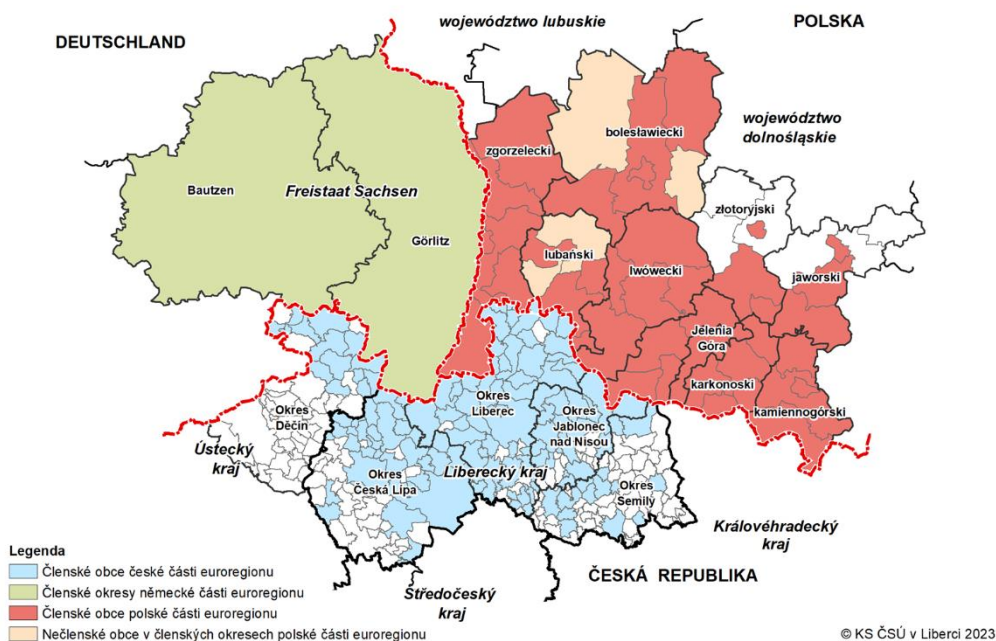 województwo lubuskie
POLSKA
DEUTSCHLAND
bolesławiecki
województwo
dolnośląskie
zgorzelecki
Bautzen
Freistaat Sachsen
złotoryjski
Görlitz
lubański
lwówecki
jaworski
Jelenia
Góra
karkonoski
kamiennogórski
Okres
Děčín
Okres
Liberec
Okres
Jablonec
nad Nisou
Ústecký
kraj
Okres
Česká Lípa
Liberecký kraj
Okres
Semily
Královéhradecký
kraj
Středočeský
kraj
ČESKÁ REPUBLIKA
Legenda
Členské obce české části euroregionu
Členské okresy německé části euroregionu
Členské obce polské části euroregionu
Nečlenské obce v členských okresech polské části euroregionu
© KS ČSÚ v Liberci 2023